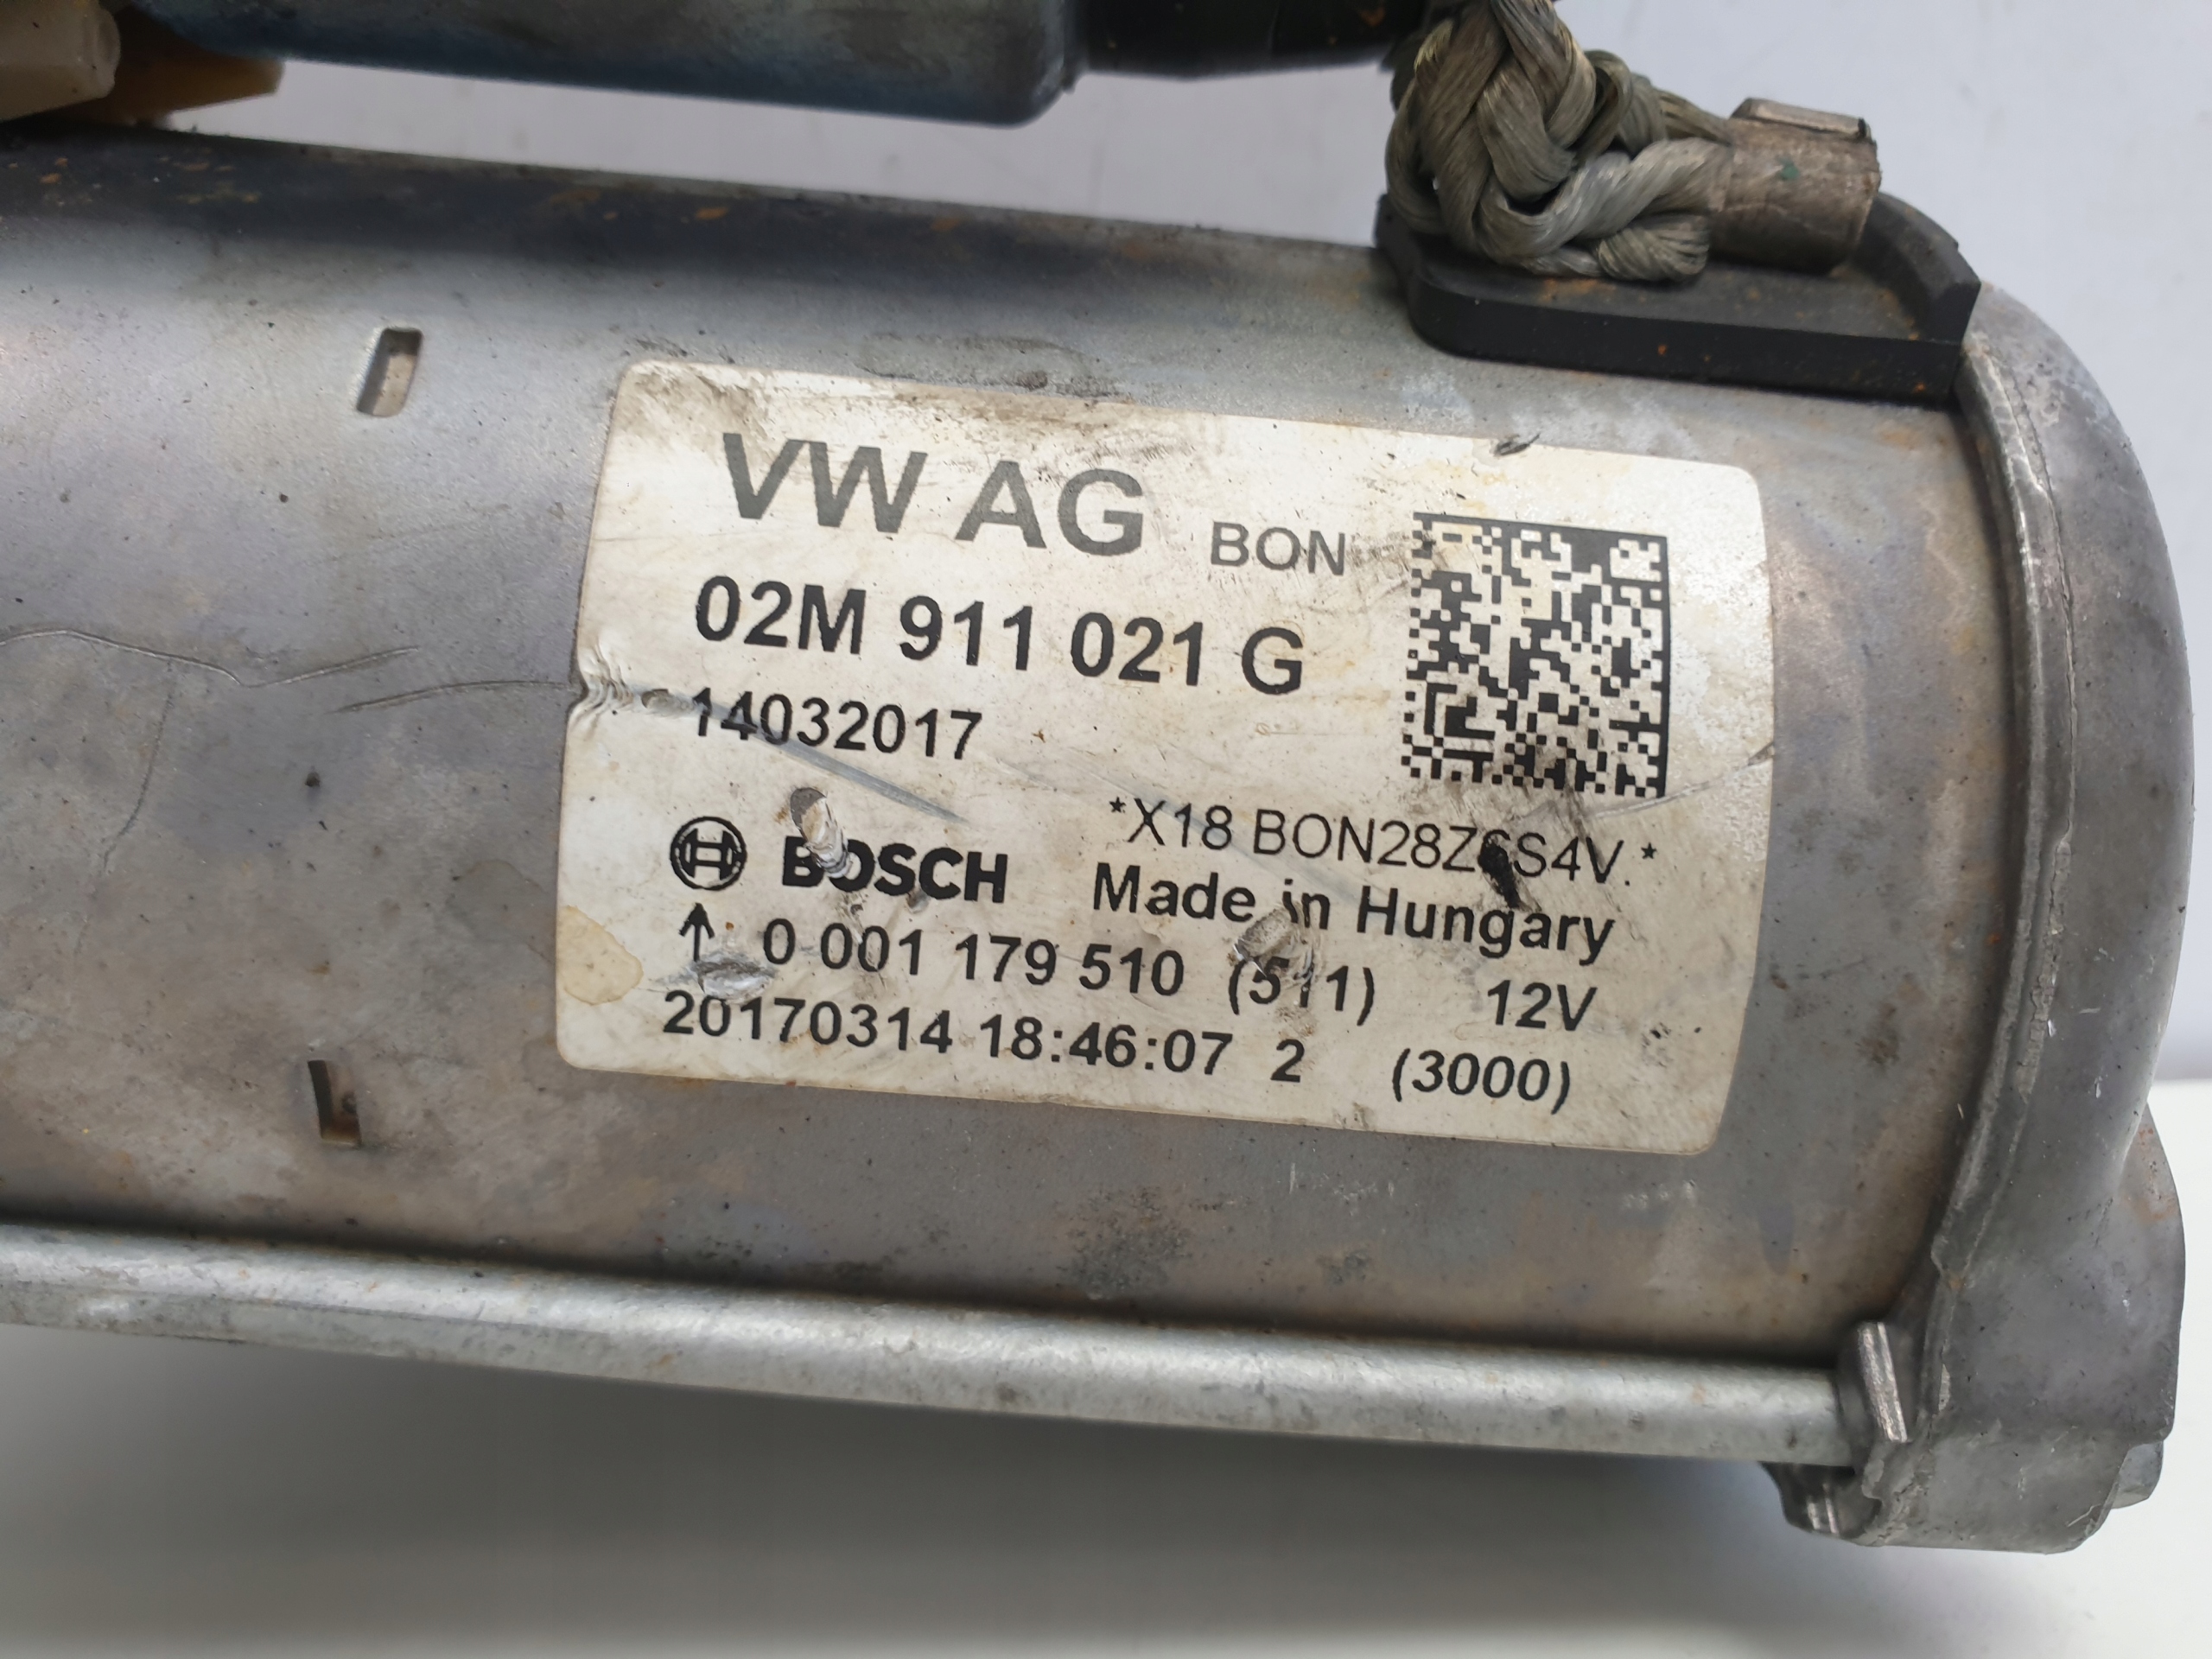 VW AG BON
02M 911 021 G
14032017
*X18 BON28Z6S4V.*
BOSCH Made in Hungary
0 001 179 510 (511) 12V
20170314 18:46:07 2 (3000)